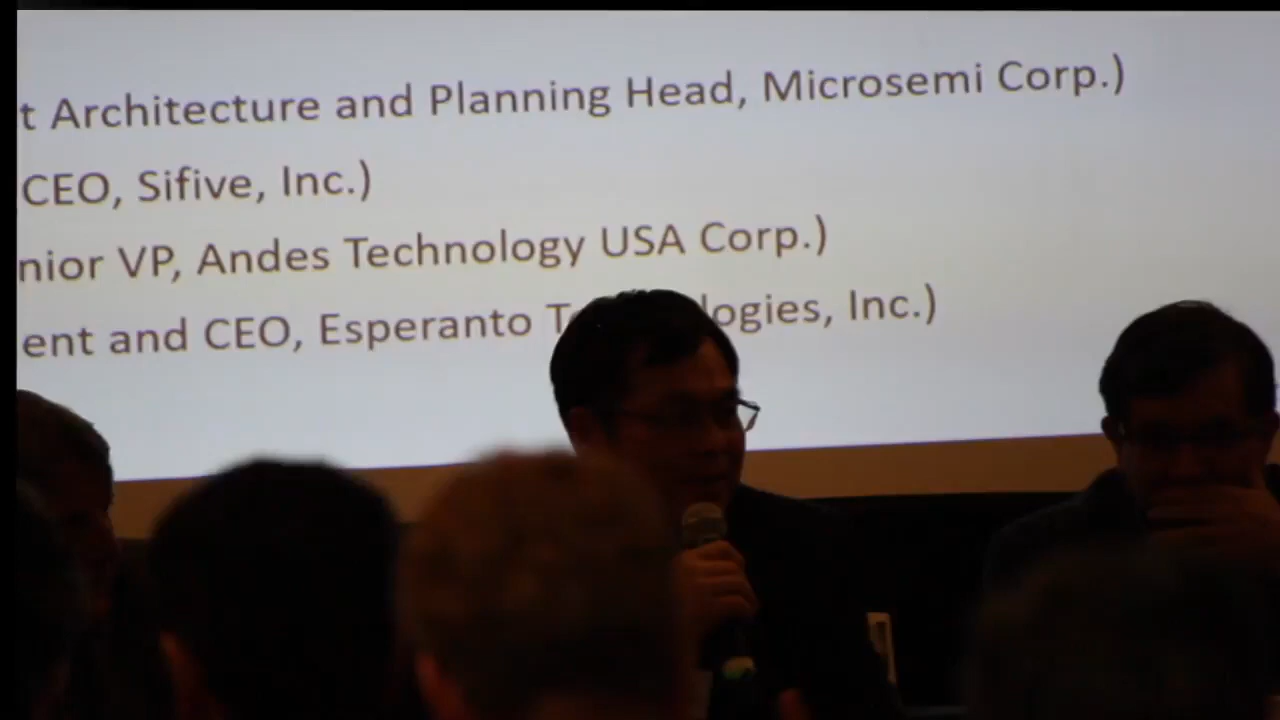 t Architecture and Planning Head, Microsemi Corp.)
CEO, Sifive, Inc.)
nior VP, Andes Technology USA Corp.)
ent and CEO, Esperanto T ologies, Inc.)